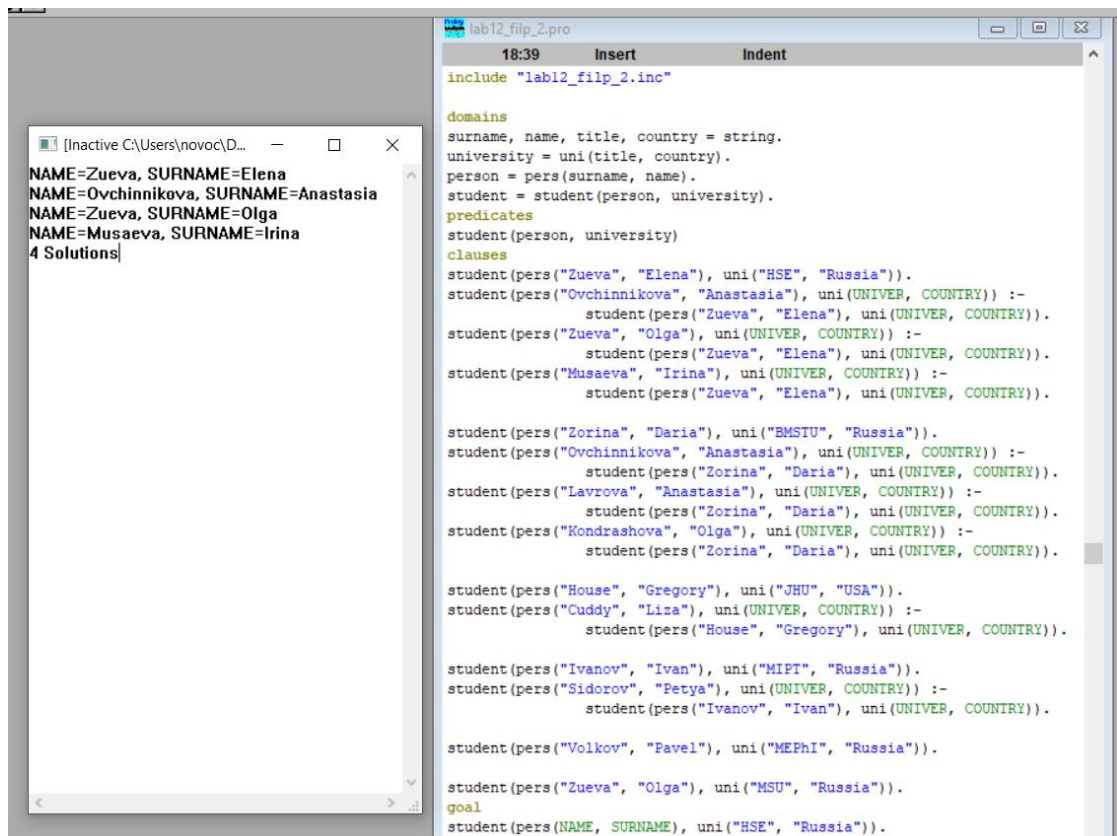 [Inactive C:\Users\novoc\D...
NAME=Zueva, SURNAME=Elena
NAME=Ovchinnikova, SURNAME=Anastasia
NAME=Zueva, SURNAME=Olga
NAME=Musaeva, SURNAME=Irina
4 Solutions
lab12_filp_2.pro
18:39 Insert Indent
include "lab12_filp_2.inc"
domains
surname, name, title, country = string.
university = uni(title, country).
person = pers(surname, name).
student = student(person, university).
predicates
student(person, university)
clauses
student(pers("Zueva", "Elena"), uni("HSE", "Russia")).
student(pers("Ovchinnikova", "Anastasia"), uni(UNIVER, COUNTRY)) :-
student(pers("Zueva", "Elena"), uni(UNIVER, COUNTRY)).
student(pers("Zueva", "Olga"), uni(UNIVER, COUNTRY)) :-
student(pers("Zueva", "Elena"), uni(UNIVER, COUNTRY)).
student(pers("Musaeva", "Irina"), uni(UNIVER, COUNTRY)) :-
student(pers("Zueva", "Elena"), uni(UNIVER, COUNTRY)).
student(pers("Zorina", "Daria"), uni("BMSTU", "Russia")).
student(pers("Ovchinnikova", "Anastasia"), uni(UNIVER, COUNTRY)) :-
student(pers("Zorina", "Daria"), uni(UNIVER, COUNTRY)).
student(pers("Lavrova", "Anastasia"), uni(UNIVER, COUNTRY)) :-
student(pers("Zorina", "Daria"), uni(UNIVER, COUNTRY)).
student(pers("Kondrashova", "Olga"), uni(UNIVER, COUNTRY)) :-
student(pers("Zorina", "Daria"), uni(UNIVER, COUNTRY)).
student(pers("House", "Gregory"), uni("JHU", "USA")).
student(pers("Cuddy", "Liza"), uni(UNIVER, COUNTRY)) :-
student(pers("House", "Gregory"), uni(UNIVER, COUNTRY)).
student(pers("Ivanov", "Ivan"), uni("MIPT", "Russia")).
student(pers("Sidorov", "Petya"), uni(UNIVER, COUNTRY)) :-
student(pers("Ivanov", "Ivan"), uni(UNIVER, COUNTRY)).
student(pers("Volkov", "Pavel"), uni("MEPhI", "Russia")).
student(pers("Zueva", "Olga"), uni("MSU", "Russia")).
goal
student(pers(NAME, SURNAME), uni("HSE", "Russia")).